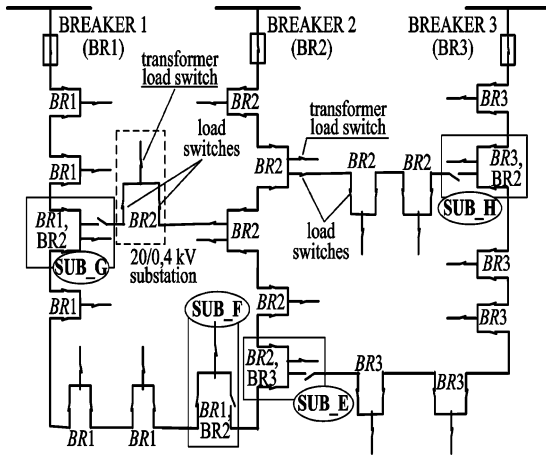 BREAKER 1
(BR1)
BREAKER 2
(BR2)
BREAKER 3
(BR3)
transformer
load switch
BR1
BR2
BR3
transformer
load switch
load
switches
BR1
BR2
BR2
BR2
BR3,
BR2
SUB_H
BR1,
BR2
BR2
BR2
load
switches
SUB_G
20/0,4 kV
substation
BR3
BR1
SUB_F
BR2
BR3
BR2,
BR3
BR3
BR3
SUB_E
BR1,
BR2
BR1
BR1